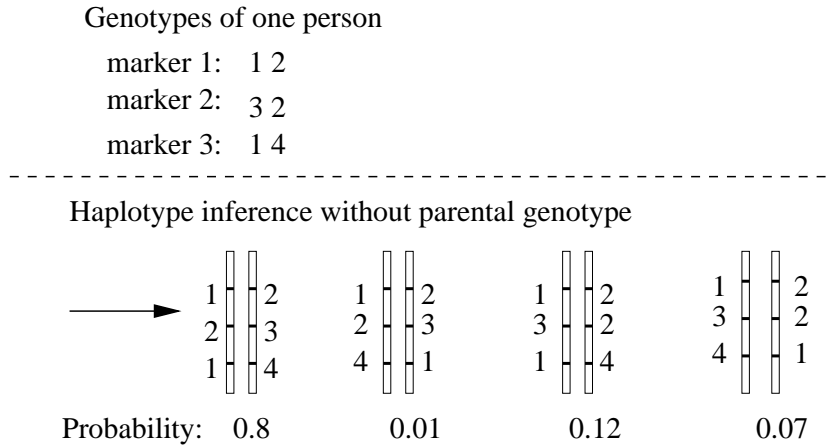 Genotypes of one person
marker 1: 1 2
marker 2: 3 2
marker 3: 1 4
Haplotype inference without parental genotype
1 2 1 2 1 2 1 2
2 3 2 3 3 2 3 2
1 4 4 1 1 4 4 1
Probability: 0.8 0.01 0.12 0.07